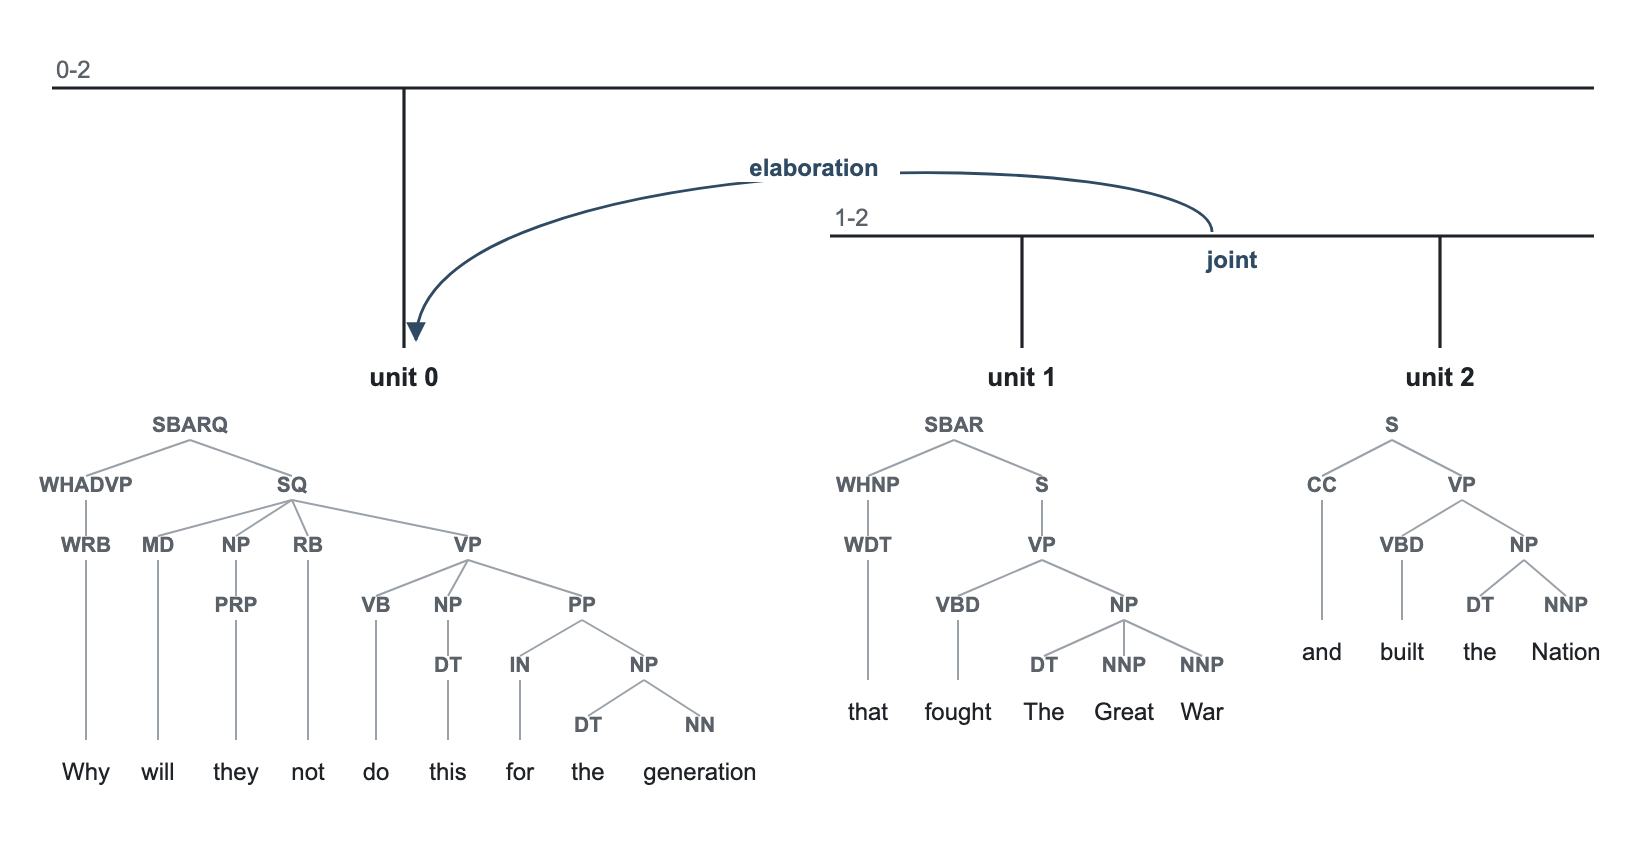 0-2
elaboration
1-2
joint
unit 0 unit 1 unit 2
SBARQ SBAR S
WHADVP SQ WHNP S CC VP
WRB MD NP RB VP WDT VP VBD NP
PRP VB NP PP VBD NP DT NNP
and built the Nation
DT IN NP DT NNP NNP
that fought The Great War
DT NN
Why will they not do this for the generation